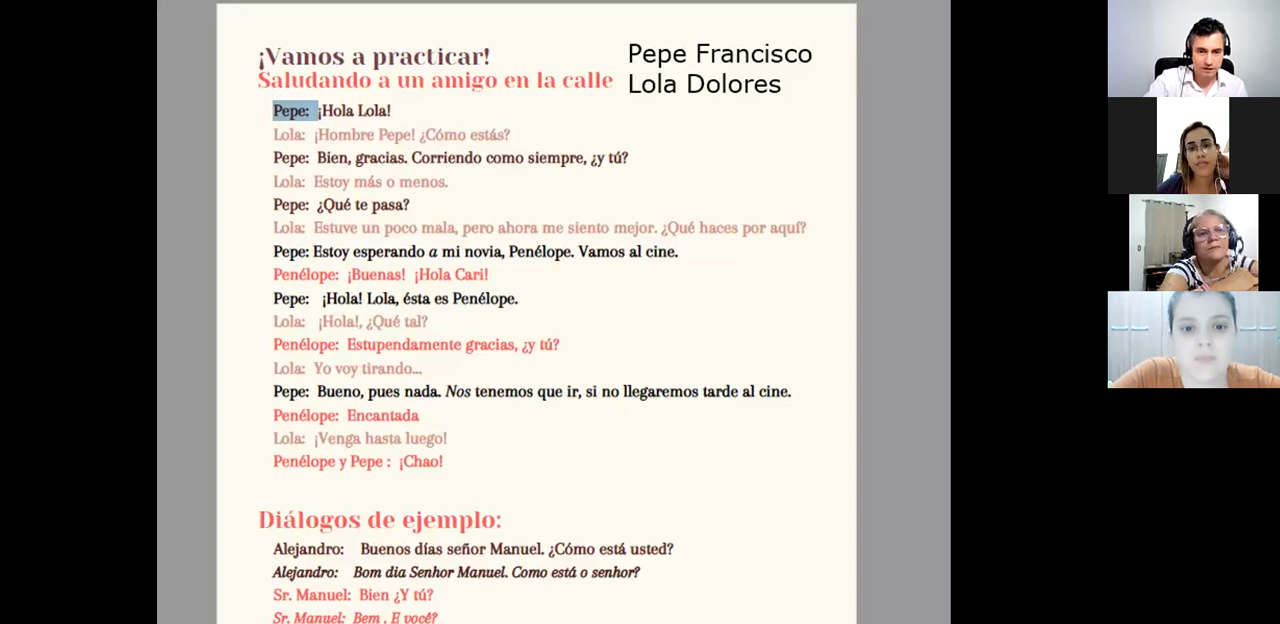 ¡Vamos a practicar!
Saludando a un amigo en la calle
Pepe Francisco
Lola Dolores
Pepe: ¡Hola Lola!
Lola: ¡Hombre Pepe! ¿Cómo estás?
Pepe: Bien, gracias. Corriendo como siempre, ¿y tú?
Lola: Estoy más o menos.
Pepe: ¿Qué te pasa?
Lola: Estuve un poco mala, pero ahora me siento mejor. ¿Qué haces por aquí?
Pepe: Estoy esperando a mi novia, Penélope. Vamos al cine.
Penélope: ¡Buenas! ¡Hola Cari!
Pepe: ¡Hola! Lola, ésta es Penélope.
Lola: ¡Hola!, ¿Qué tal?
Penélope: Estupendamente gracias, ¿y tú?
Lola: Yo voy tirando...
Pepe: Bueno, pues nada. Nos tenemos que ir, si no llegaremos tarde al cine.
Penélope: Encantada
Lola: ¡Venga hasta luego!
Penélope y Pepe : ¡Chao!
Diálogos de ejemplo:
Alejandro: Buenos días señor Manuel. ¿Cómo está usted?
Alejandro: Bom dia Senhor Manuel. Como está o senhor?
Sr. Manuel: Bien ¿Y tú?
Sr. Manuel: Bem . E você?